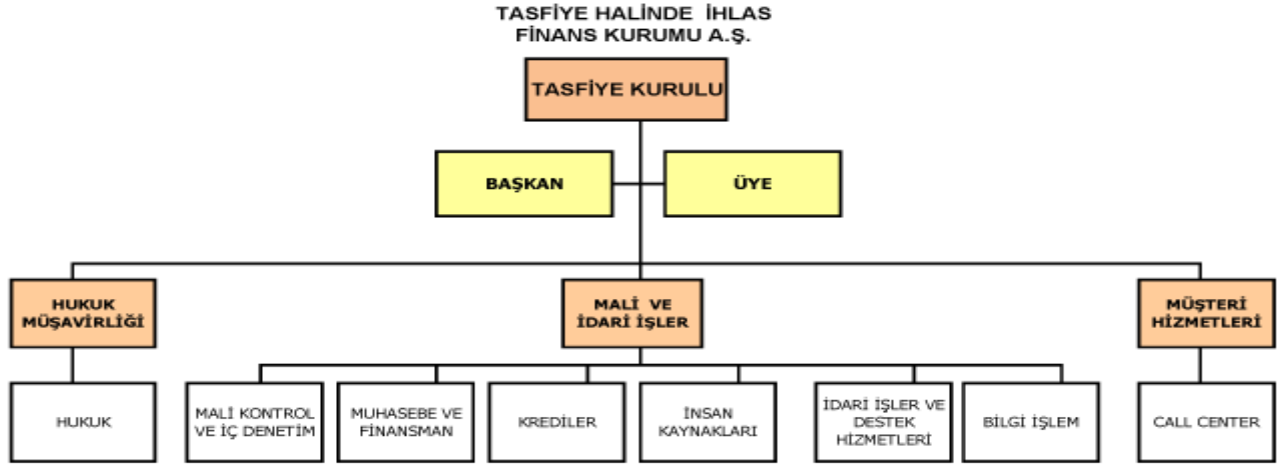 TASFİYE HALİNDE İHLAS
FİNANS KURUMU A.Ş.
TASFİYE KURULU
BAŞKAN
ÜYE
HUKUK
MÜŞAVİRLİĞİ
MALİ VE
İDARİ İŞLER
MÜŞTERİ
HİZMETLERİ
HUKUK
MALİ KONTROL
VE İÇ DENETİM
MUHASEBE VE
FİNANSMAN
KREDİLER
İNSAN
KAYNAKLARI
İDARİ İŞLER VE
DESTEK
HİZMETLERİ
BİLGİ İŞLEM
CALL CENTER